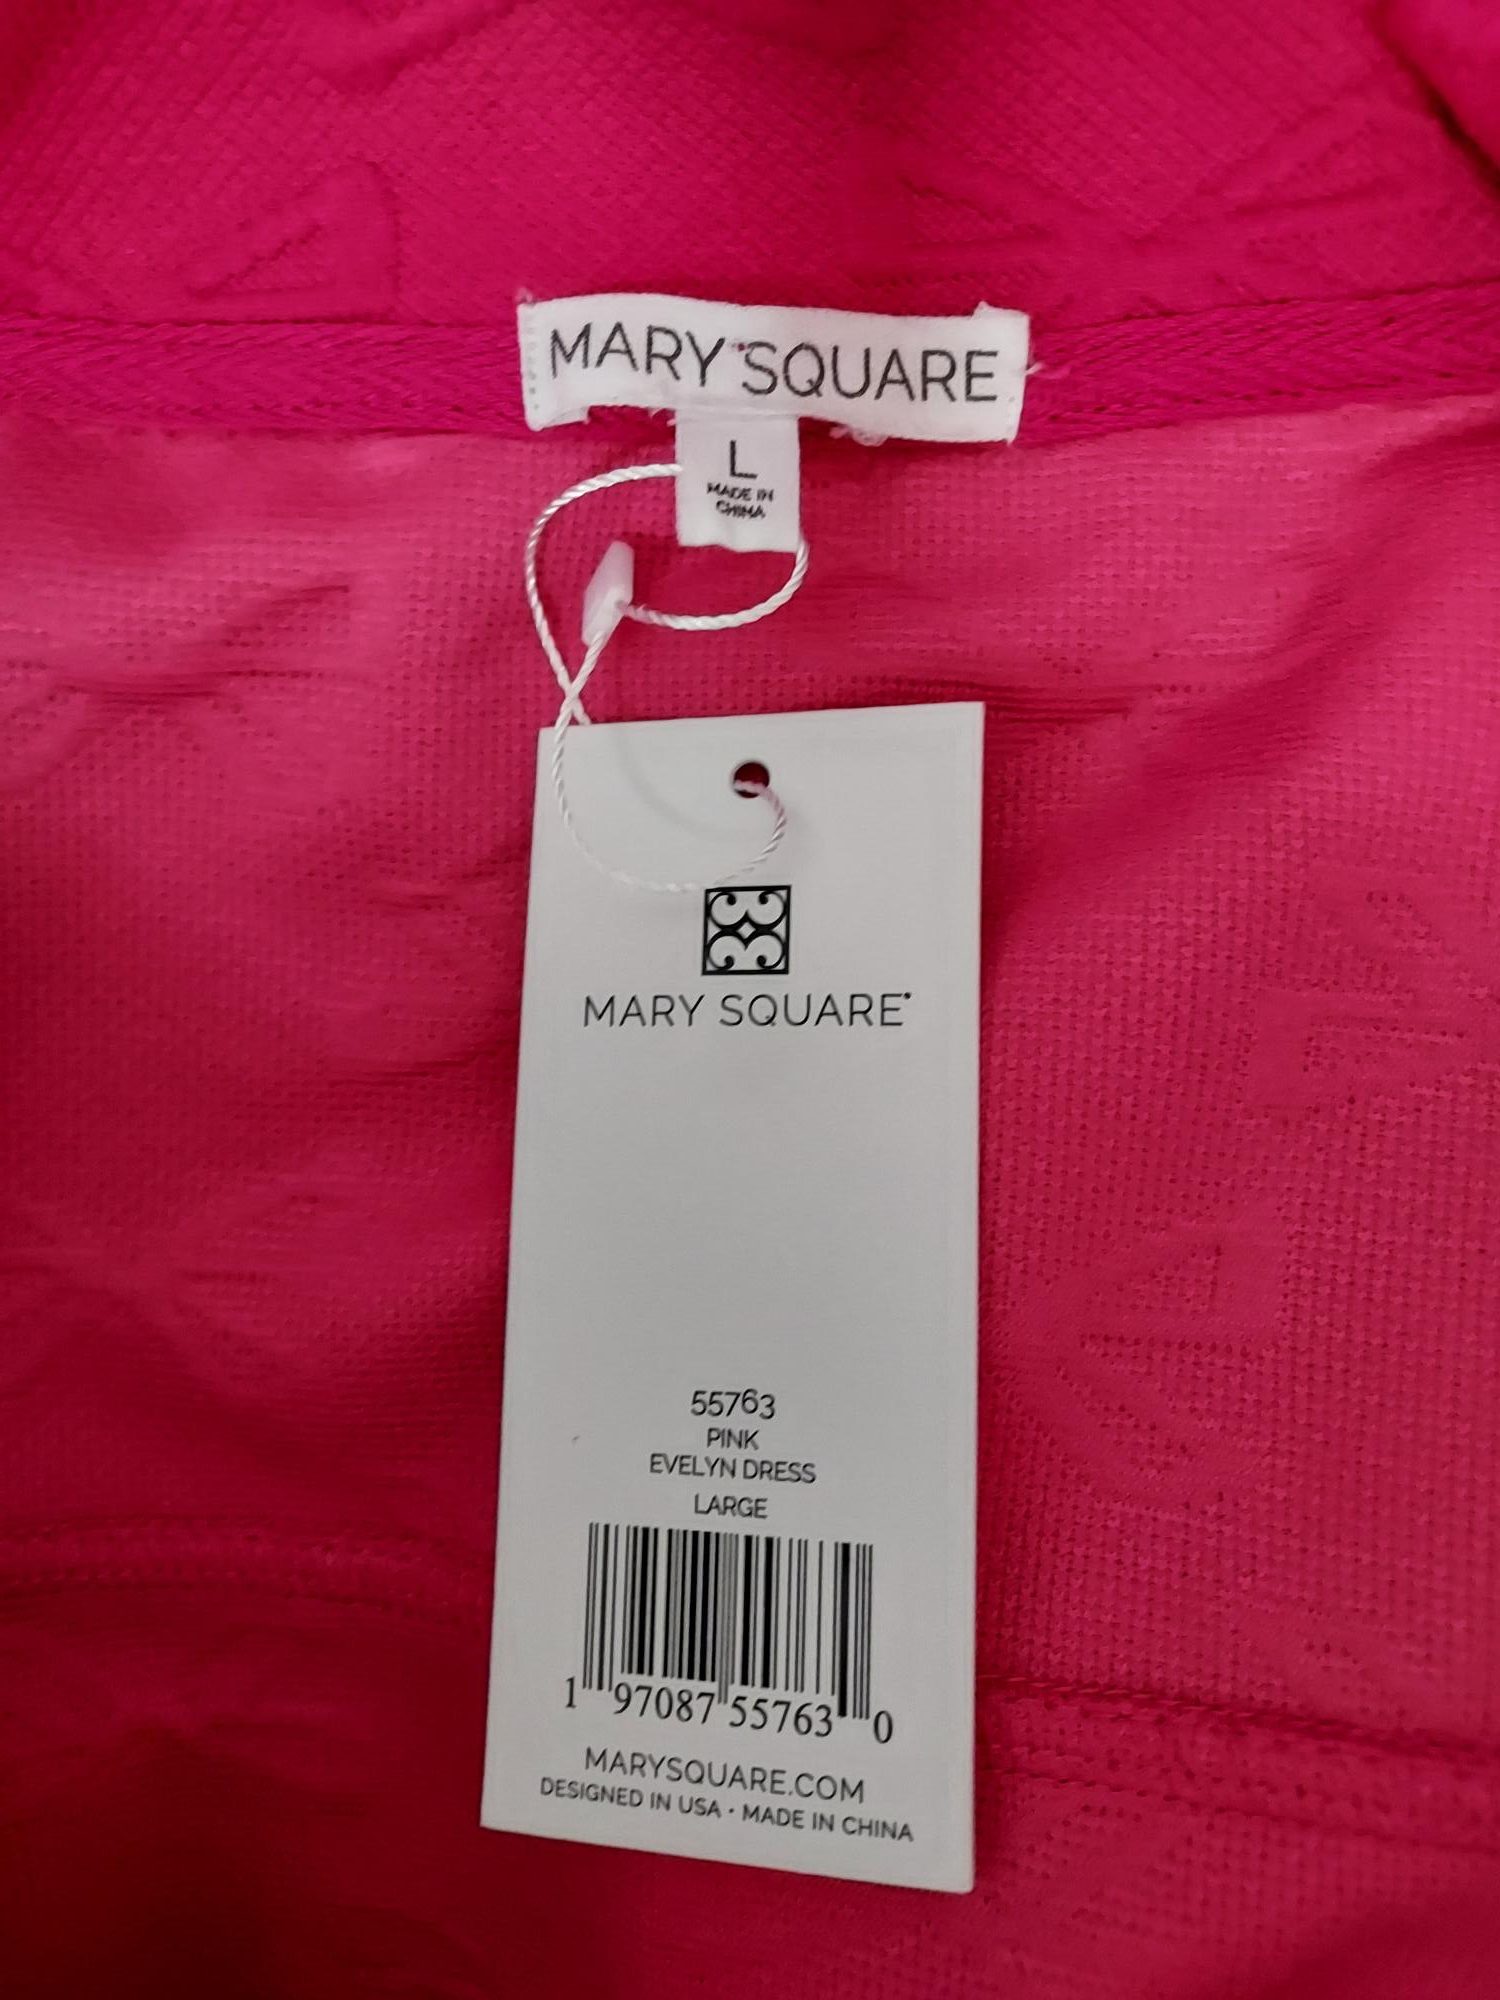 MARY SQUARE
L
MADE IN
CHINA
MARY SQUARE
55763
PINK
EVELYN DRESS
LARGE
1 97087 55763 0
MARYSQUARE.COM
DESIGNED IN USA • MADE IN CHINA